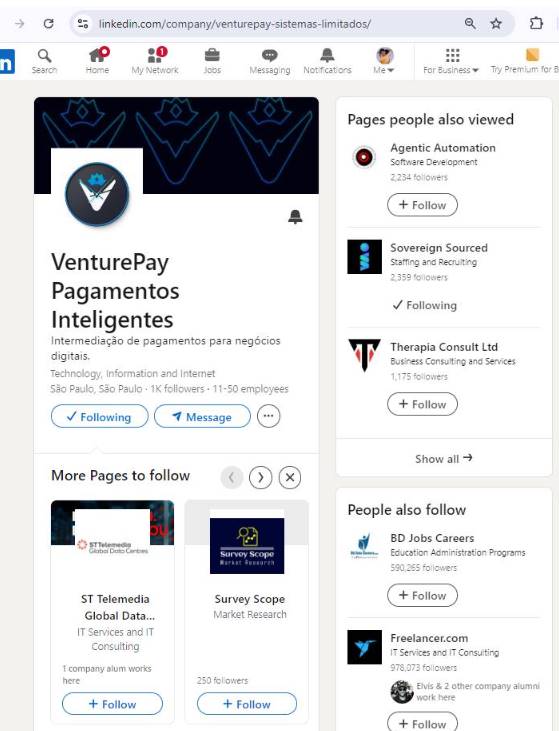 linkedin.com/company/venturepay-sistemas-limitados/
Search
Home
1
My Network
Jobs
Messaging
Notifications
Me
For Business
Try Premium for B
VenturePay
Pagamentos
Inteligentes
Intermediação de pagamentos para negócios
digitais.
Technology, Information and Internet
São Paulo, São Paulo · 1K followers · 11-50 employees
✓ Following
Message
More Pages to follow
ST Telemedia
Global Data Centres
ST Telemedia
Global Data...
IT Services and IT
Consulting
1 company alum works
here
+ Follow
Survey Scope
Market Research
Survey Scope
Market Research
250 followers
+ Follow
Pages people also viewed
Agentic Automation
Software Development
2,234 followers
+ Follow
Sovereign Sourced
Staffing and Recruiting
2,359 followers
✓ Following
Therapia Consult Ltd
Business Consulting and Services
1,175 followers
+ Follow
Show all →
People also follow
BD Jobs Careers
Education Administration Programs
590,265 followers
+ Follow
Freelancer.com
IT Services and IT Consulting
978,073 followers
Elvis & 2 other company alumni
work here
+ Follow